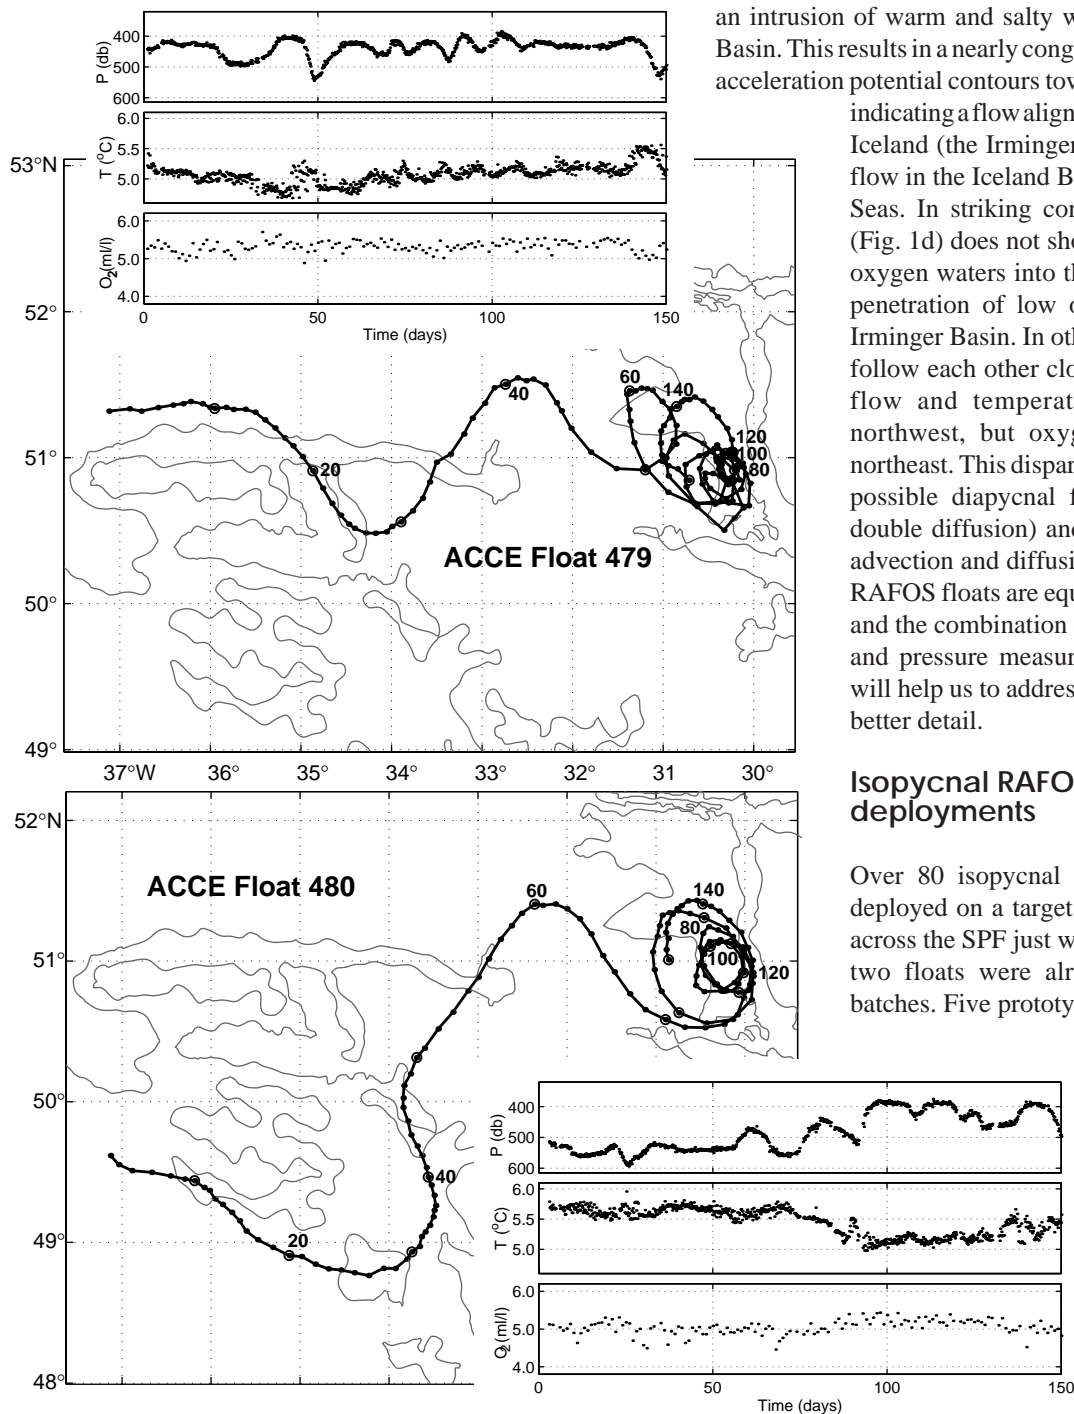 400
500
600
P (db)
6.0
5.5
5.0
T (°C)
6.0
5.0
4.0
O2(ml/l)
0
50
100
150
Time (days)
53°N
52°
51°
50°
49°
20
40
60
140
120
100
80
ACCE Float 479
37°W
36°
35°
34°
33°
32°
31°
30°
52°N
51°
50°
49°
48°
ACCE Float 480
20
40
60
140
80
100
120
400
500
600
P (db)
6.0
5.5
5.0
T (°C)
6.0
5.0
4.0
O2(ml/l)
0
50
100
150
Time (days)
an intrusion of warm and salty w
Basin. This results in a nearly cong
acceleration potential contours tow
indicating a flow align
Iceland (the Irminger
flow in the Iceland B
Seas. In striking con
(Fig. 1d) does not sho
oxygen waters into th
penetration of low o
Irminger Basin. In oth
follow each other clo
flow and temperat
northwest, but oxyg
northeast. This dispar
possible diapycnal f
double diffusion) and
advection and diffusi
RAFOS floats are equ
and the combination
and pressure measur
will help us to addres
better detail.
Isopycnal RAFO
deployments
Over 80 isopycnal
deployed on a target
across the SPF just w
two floats were alr
batches. Five prototy